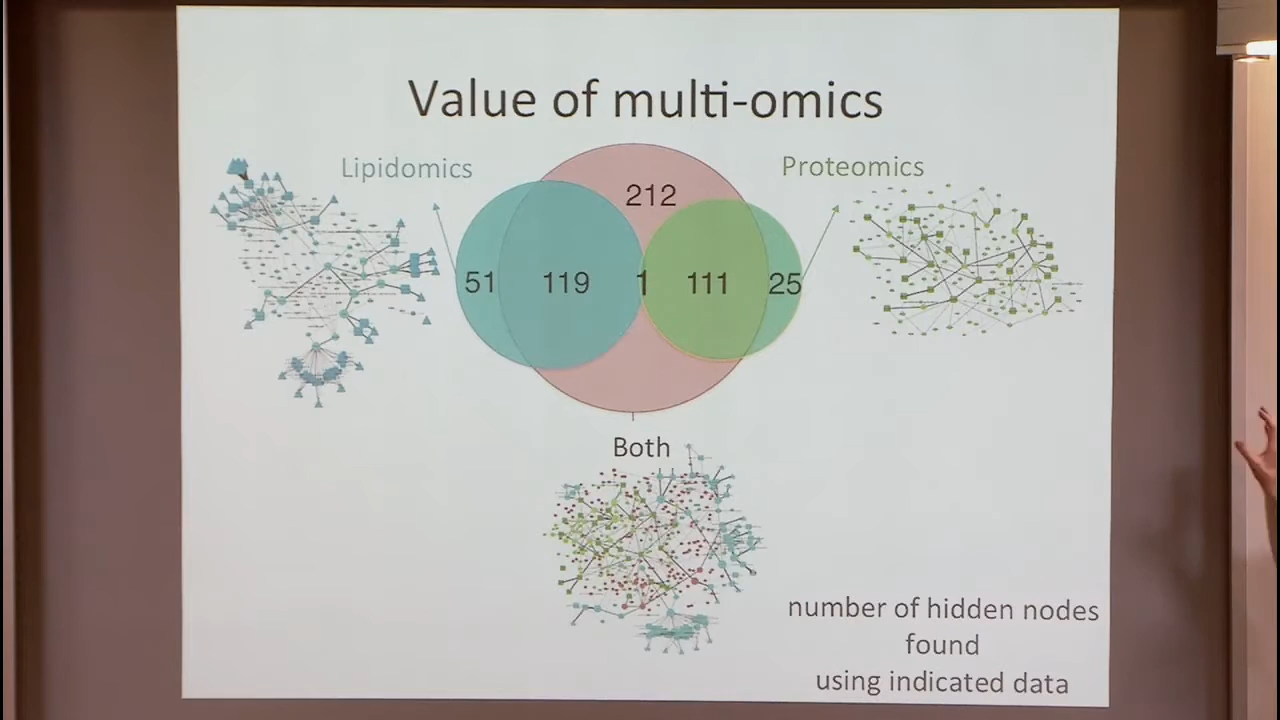 Value of multi-omics
Lipidomics
Proteomics
212
51 119 1 111 25
Both
number of hidden nodes
found
using indicated data